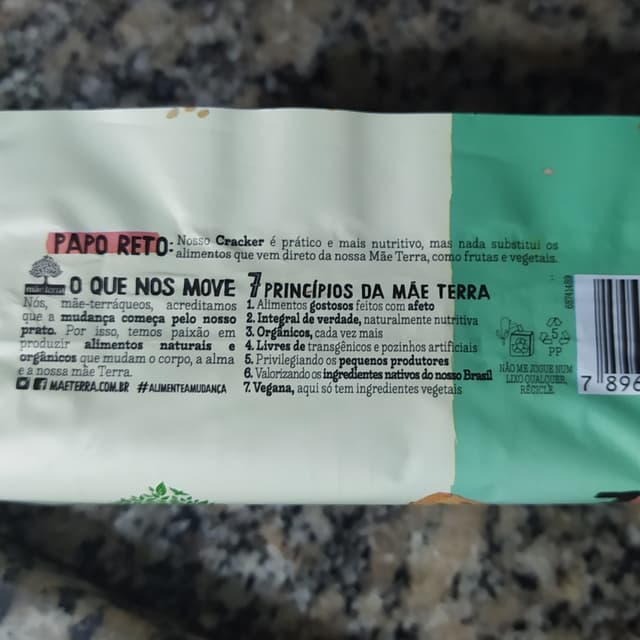 PAPO RETO- Nosso Cracker é prático e mais nutritivo, mas nada substitui os
alimentos que vem direto da nossa Mãe Terra, como frutas e vegetais.
O QUE NOS MOVE
Nós, mãe-terráqueos, acreditamos
que a mudança começa pelo nosso
prato. Por isso, temos paixão em
produzir alimentos naturais e
orgânicos que mudam o corpo, a alma
e a nossa mãe Terra.
MAETERRA.COM.BR #ALIMENTEAMUDANÇA
7 PRINCÍPIOS DA MÃE TERRA
1. Alimentos gostosos feitos com afeto
2. Integral de verdade, naturalmente nutritiva
3. Orgânicos, cada vez mais
4. Livres de transgênicos e pozinhos artificiais
5. Privilegiando os pequenos produtores
6. Valorizando os ingredientes nativos do nosso Brasil
7. Vegana, aqui só tem ingredientes vegetais
5
PP
NÃO ME JOGUE NUM
LIXO QUALQUER,
RECICLE.
7 896